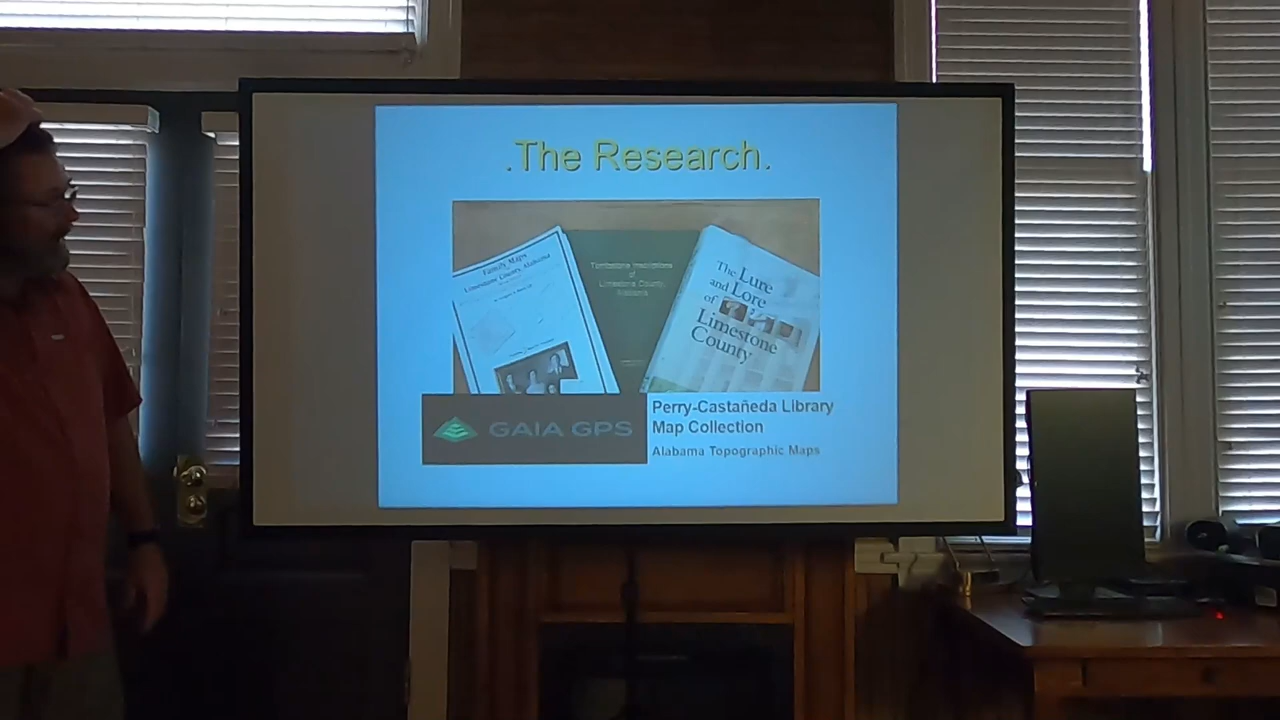 .The Research.
Family Maps
Limestone County, Alabama
Tombstone Inscriptions
of
Limestone County,
Alabama
The Lure
and Lore
of
Limestone
County
GAIA GPS
Perry-Castañeda Library
Map Collection
Alabama Topographic Maps